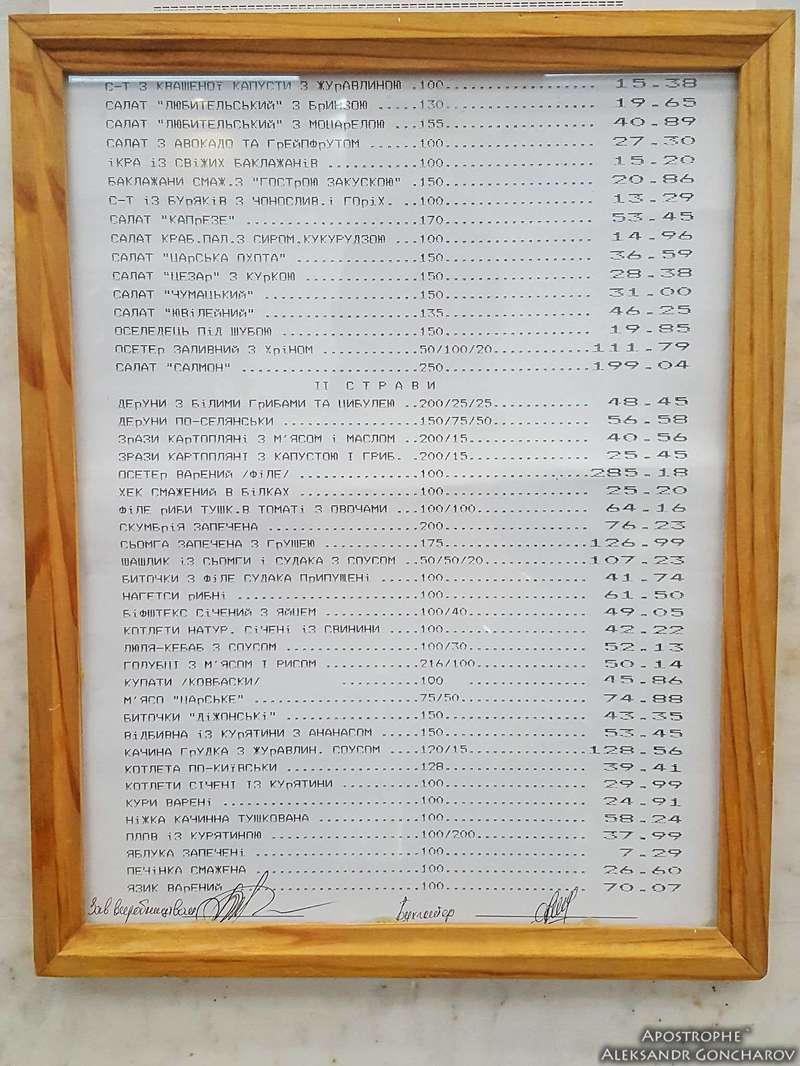 С-Т З КВАШЕНОЇ КАПУСТИ З ЖУРАВЛИНОЮ .100.................... 15-38
САЛАТ "ЛЮБИТЕЛЬСЬКИЙ" З БРИНЗОЮ ....130.................... 19-65
САЛАТ "ЛЮБИТЕЛЬСЬКИЙ" З МОЦАРЕЛОЮ ...155.................... 40-89
САЛАТ З АВОКАДО ТА ГРЕЙПФРУТОМ ......100.................... 27-30
ІКРА ІЗ СВІЖИХ БАКЛАЖАНІВ ...........100.................... 15-20
БАКЛАЖАНИ СМАЖ.З "ГОСТРОЮ ЗАКУСКОЮ" .150.................... 20-86
С-Т ІЗ БУРЯКІВ З ЧОНОСЛИВ.І ГОРІХ. ..100.................... 13-29
САЛАТ "КАПРЕЗЕ" .....................170.................... 53-45
САЛАТ КРАБ.ПАЛ.З СИРОМ.КУКУРУДЗОЮ ...100.................... 14-96
САЛАТ "ЦАРСЬКА ОХОТА" ...............150.................... 36-59
САЛАТ "ЦЕЗАР" З КУРКОЮ ..............150.................... 28-38
САЛАТ "ЧУМАЦЬКИЙ" ...................150.................... 31-00
САЛАТ "ЮВІЛЕЙНИЙ" ...................135.................... 46-25
ОСЕЛЕДЕЦЬ ПІД ШУБОЮ .................150.................... 19-85
ОСЕТЕР ЗАЛИВНИЙ З ХРІНОМ ............50/100/20..............111-79
САЛАТ "САЛМОН" ......................250....................199-04
ІІ СТРАВИ
ДЕРУНИ З БІЛИМИ ГРИБАМИ ТА ЦИБУЛЕЮ ..200/25/25.............. 48-45
ДЕРУНИ ПО-СЕЛЯНСЬКИ .................150/75/50.............. 56-58
ЗРАЗИ КАРТОПЛЯНІ З М'ЯСОМ І МАСЛОМ ..200/15................. 40-56
ЗРАЗИ КАРТОПЛЯНІ З КАПУСТОЮ І ГРИБ. .200/15................. 25-45
ОСЕТЕР ВАРЕНИЙ /ФІЛЕ/ ...............100....................285-18
ХЕК СМАЖЕНИЙ В БІЛКАХ ...............100.................... 25-20
ФІЛЕ РИБИ ТУШК.В ТОМАТІ З ОВОЧАМИ ...100/100................ 64-16
СКУМБРІЯ ЗАПЕЧЕНА ...................200.................... 76-23
СЬОМГА ЗАПЕЧЕНА З ГРУШЕЮ ............175....................126-99
ШАШЛИК ІЗ СЬОМГИ І СУДАКА З СОУСОМ ..50/50/20...............107-23
БИТОЧКИ З ФІЛЕ СУДАКА ПРИПУЩЕНІ .....100.................... 41-74
НАГЕТСИ РИБНІ .......................100.................... 61-50
БІФШТЕКС СІЧЕНИЙ З ЯЙЦЕМ ............100/40................. 49-05
КОТЛЕТИ НАТУР. СІЧЕНІ ІЗ СВИНИНИ ....100.................... 42-22
ЛЮЛЯ-КЕБАБ З СОУСОМ .................100/30................. 52-13
ГОЛУБЦІ З М'ЯСОМ І РИСОМ ............216/100................ 50-14
КУПАТИ /КОВБАСКИ/ ......100 .................... 45-86
М'ЯСО "ЦАРСЬКЕ" .....................75/50.................. 74-88
БИТОЧКИ "ДІЖОНСЬКІ" .................150.................... 43-35
ВІДБИВНА ІЗ КУРЯТИНИ З АНАНАСОМ .....150.................... 53-45
КАЧИНА ГРУДКА З ЖУРАВЛИН. СОУСОМ ....120/15.................128-56
КОТЛЕТА ПО-КИЇВСЬКИ .................128.................... 39-41
КОТЛЕТИ СІЧЕНІ ІЗ КУРЯТИНИ ..........100.................... 29-99
КУРИ ВАРЕНІ .........................100.................... 24-91
НІЖКА КАЧИННА ТУШКОВАНА .............100.................... 58-24
ПЛОВ ІЗ КУРЯТИНОЮ ...................100/200................ 37-99
ЯБЛУКА ЗАПЕЧЕНІ .....................100.................... 7-29
ПЕЧІНКА СМАЖЕНА .....................100.................... 26-60
ЯЗИК ВАРЕНИЙ .....................100.................... 70-07
Зав виробництвом Бухгалтер
Apostrophe
Aleksandr Goncharov